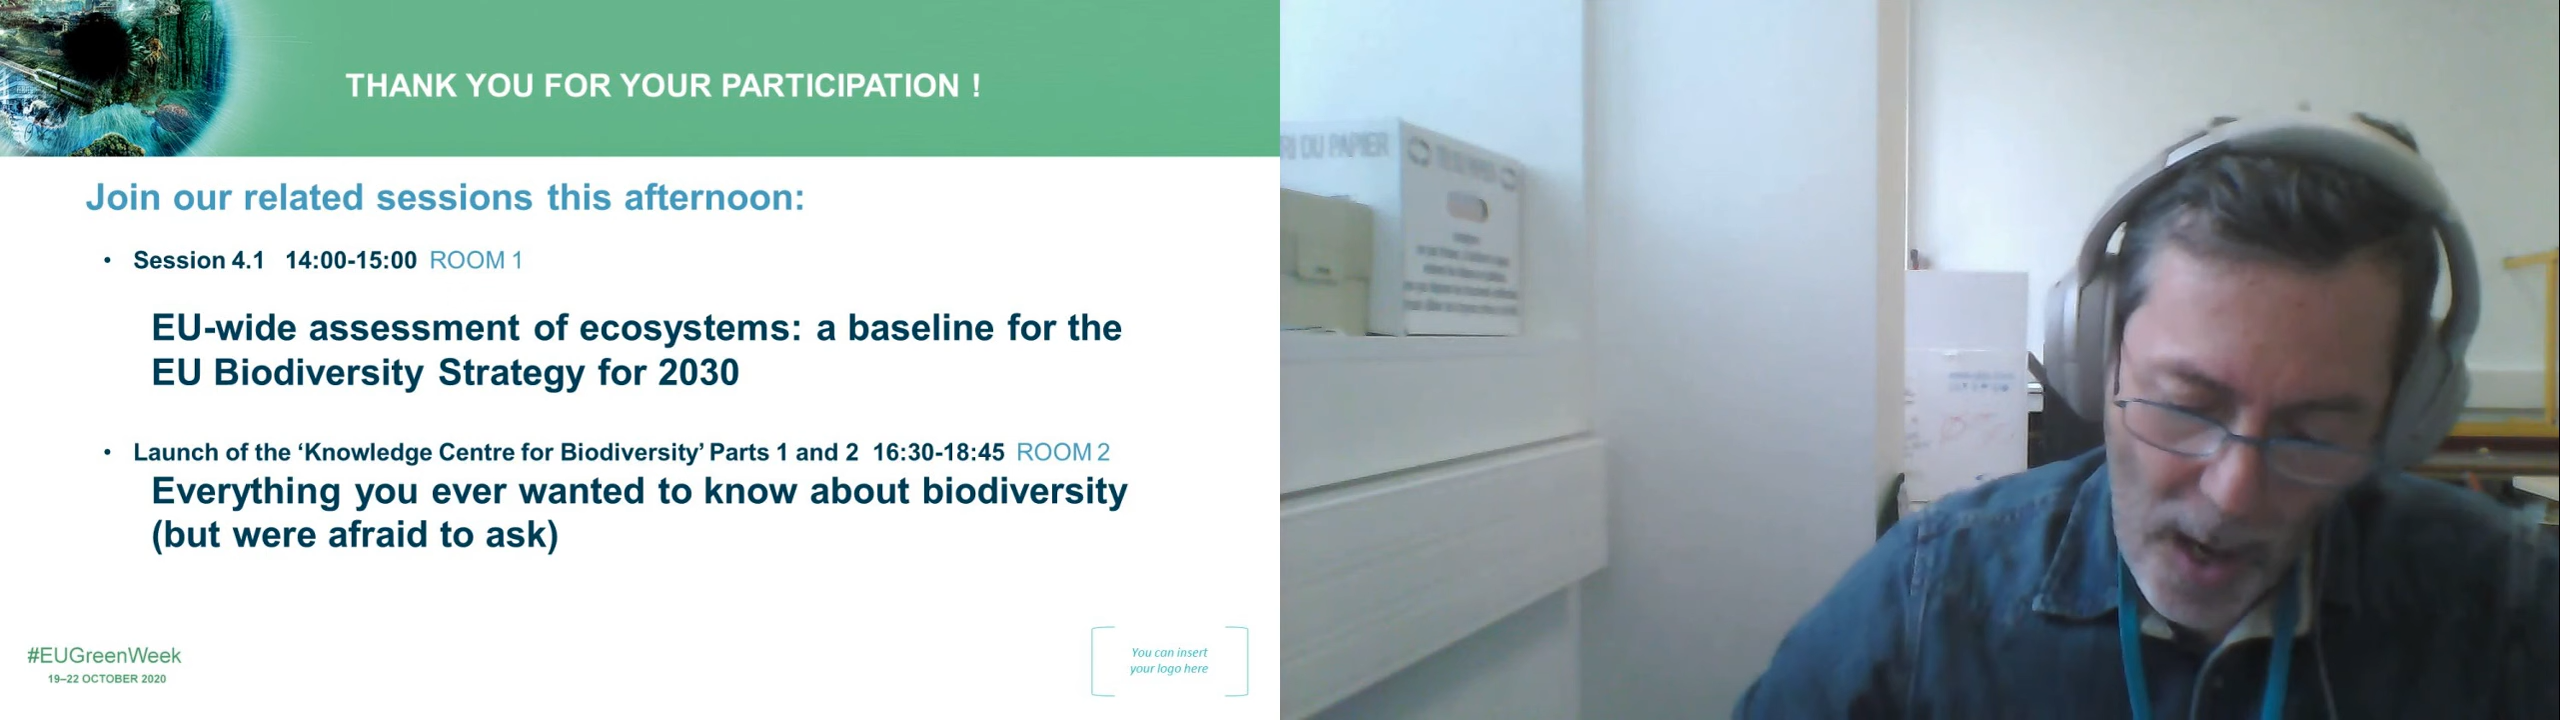 THANK YOU FOR YOUR PARTICIPATION !
Join our related sessions this afternoon:
• Session 4.1 14:00-15:00 ROOM 1
EU-wide assessment of ecosystems: a baseline for the
EU Biodiversity Strategy for 2030
• Launch of the ‘Knowledge Centre for Biodiversity’ Parts 1 and 2 16:30-18:45 ROOM 2
Everything you ever wanted to know about biodiversity
(but were afraid to ask)
#EUGreenWeek
19–22 OCTOBER 2020
You can insert
your logo here
RI DU PAPIER